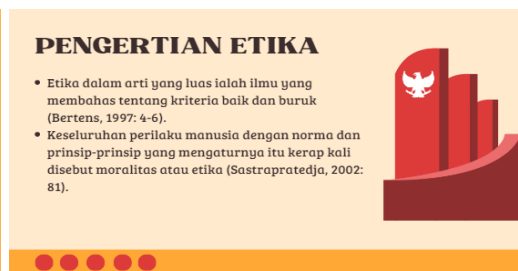 PENGERTIAN ETIKA
• Etika dalam arti yang luas ialah ilmu yang
membahas tentang kriteria baik dan buruk
(Bertens, 1997: 4-6).
• Keseluruhan perilaku manusia dengan norma dan
prinsip-prinsip yang mengaturnya itu kerap kali
disebut moralitas atau etika (Sastrapratedja, 2002:
81).